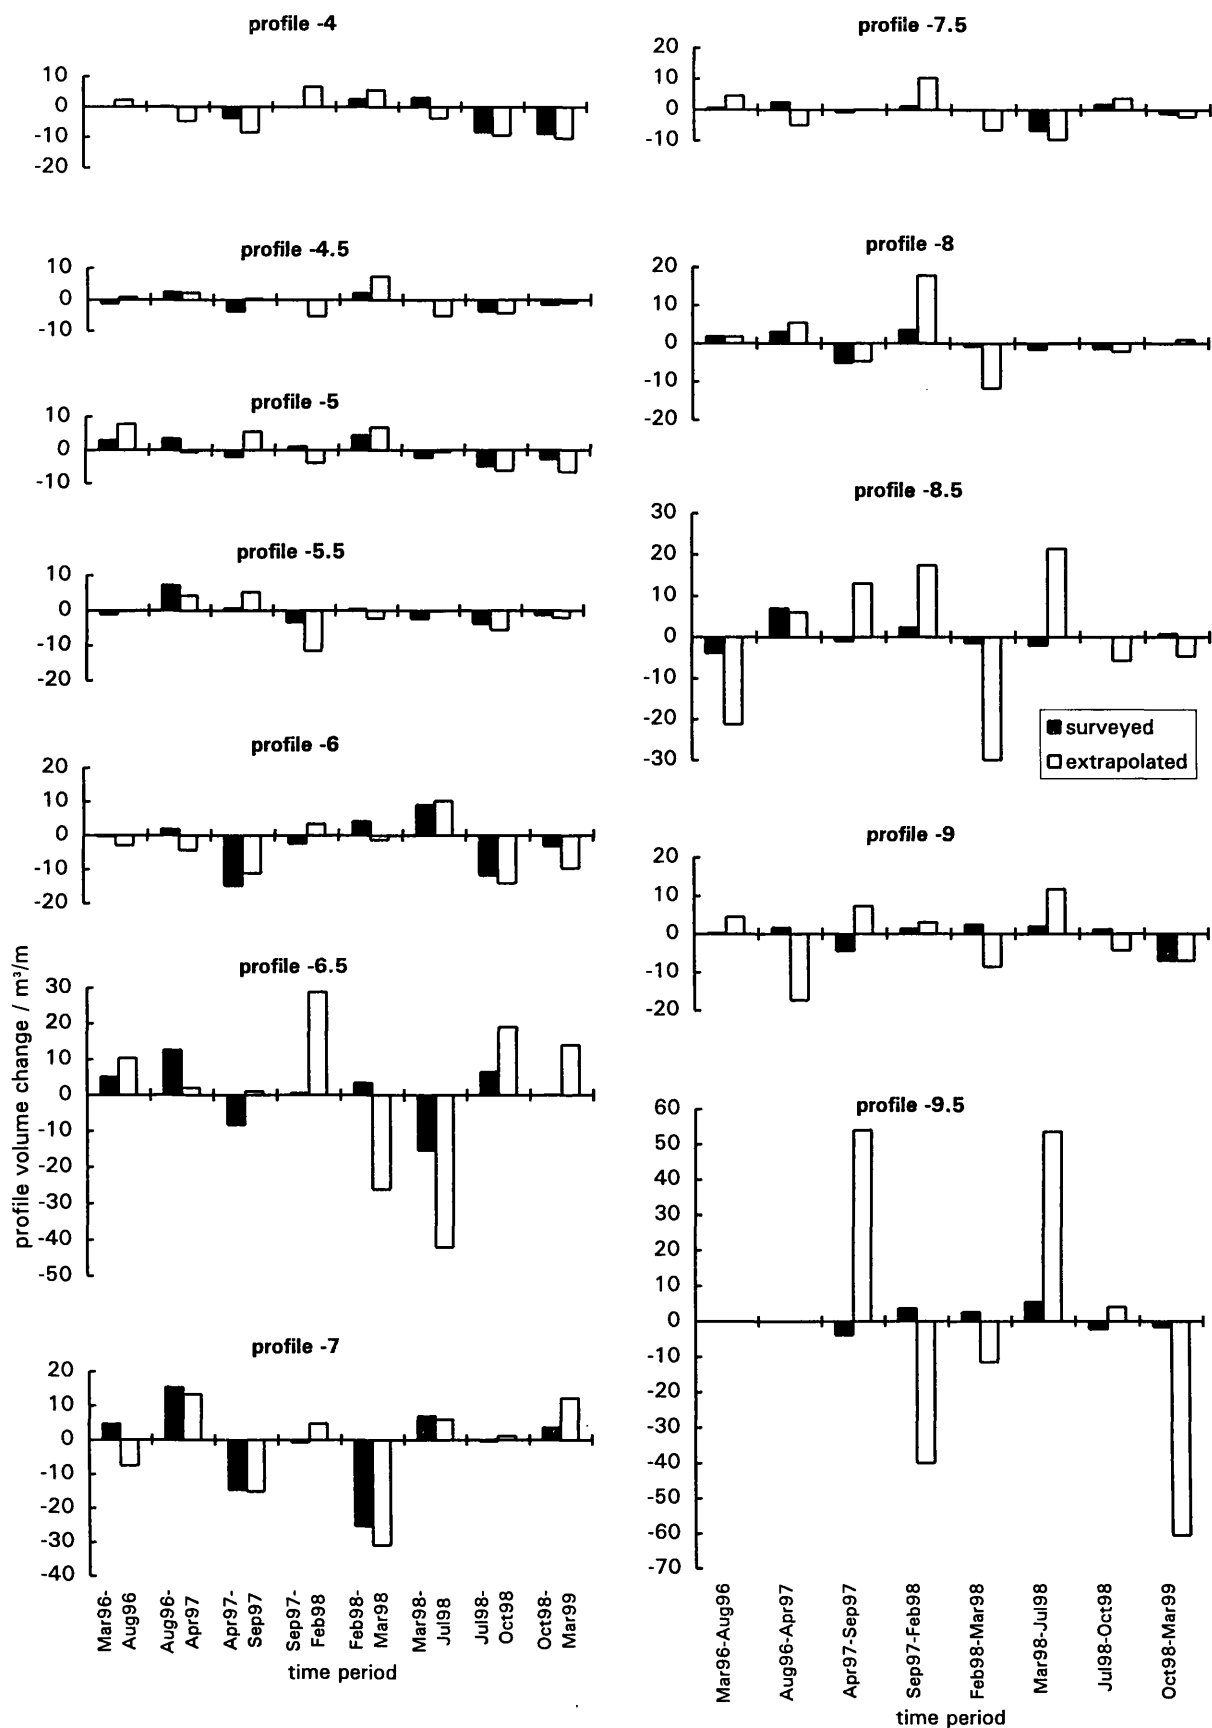 profile -4
10
0
-10
-20
profile -4.5
10
0
-10
profile -5
10
0
-10
profile -5.5
10
0
-10
-20
profile -6
20
10
0
-10
-20
profile -6.5
30
20
10
0
-10
-20
-30
-40
-50
profile volume change / m³/m
profile -7
20
10
0
-10
-20
-30
-40
Mar96-
Aug96
Aug96-
Apr97
Apr97-
Sep97
Sep97-
Feb98
Feb98-
Mar98
Mar98-
Jul98
Jul98-
Oct98
Oct98-
Mar99
time period
profile -7.5
20
10
0
-10
profile -8
20
10
0
-10
-20
profile -8.5
30
20
10
0
-10
-20
-30
surveyed
extrapolated
profile -9
20
10
0
-10
-20
profile -9.5
60
50
40
30
20
10
0
-10
-20
-30
-40
-50
-60
-70
Mar96-Aug96
Aug96-Apr97
Apr97-Sep97
Sep97-Feb98
Feb98-Mar98
Mar98-Jul98
Jul98-Oct98
Oct98-Mar99
time period